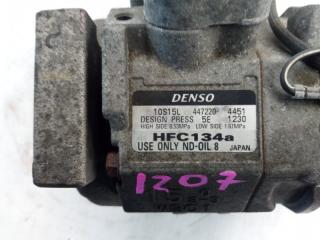 DENSO
10S15L 447220 4451
DESIGN PRESS 5E 1230
HIGH SIDE 3.53MPa LOW SIDE 1.67MPa
HFC134a
USE ONLY ND-OIL 8 JAPAN
1207